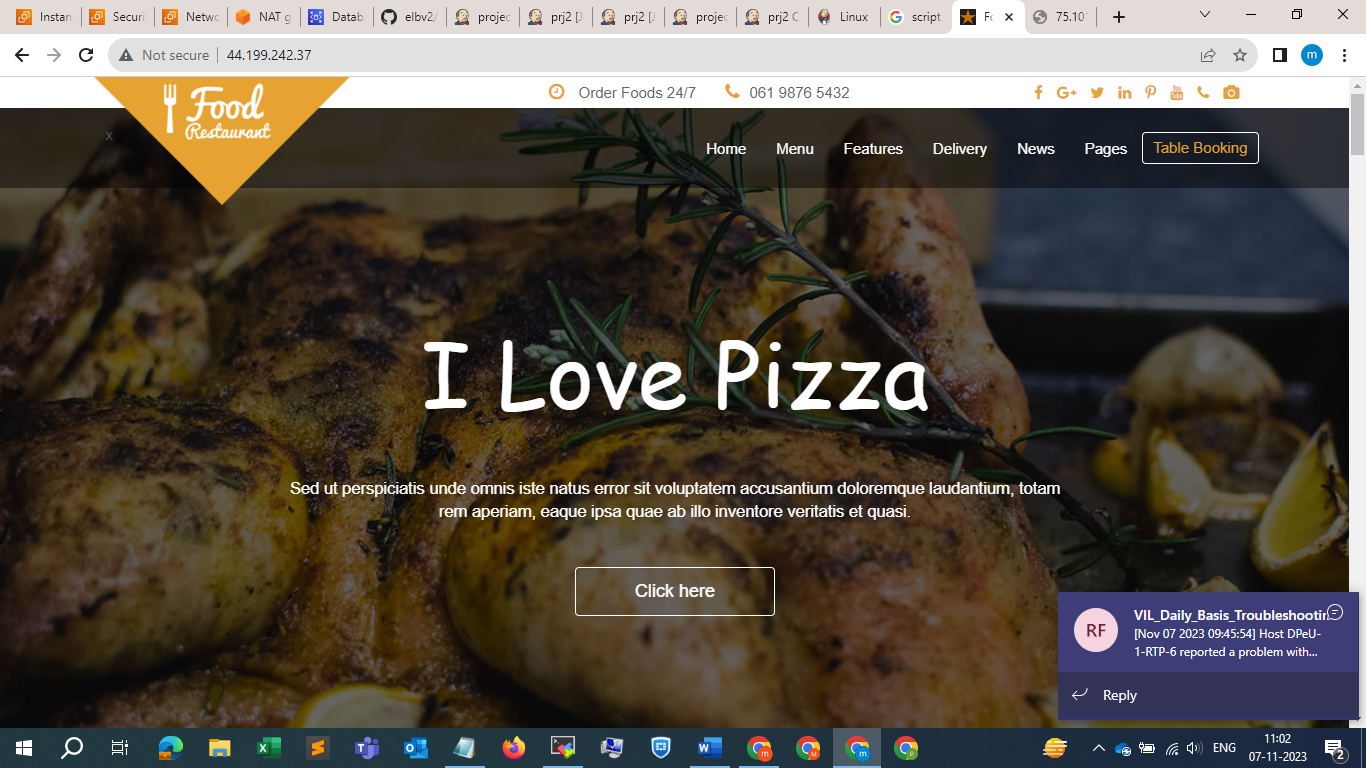 Instan
Securi
Netwo
NAT g
Datab
elbv2/
projec
prj2 [J
prj2 [J
projec
prj2 C
Linux
script
Fo
75.101
Not secure
44.199.242.37
m
Food
Restaurant
Order Foods 24/7
061 9876 5432
x
Home
Menu
Features
Delivery
News
Pages
Table Booking
I Love Pizza
Sed ut perspiciatis unde omnis iste natus error sit voluptatem accusantium doloremque laudantium, totam
rem aperiam, eaque ipsa quae ab illo inventore veritatis et quasi.
Click here
RF
VIL_Daily_Basis_Troubleshootin
[Nov 07 2023 09:45:54] Host DPeU-
1-RTP-6 reported a problem with...
Reply
ENG
11:02
07-11-2023
2